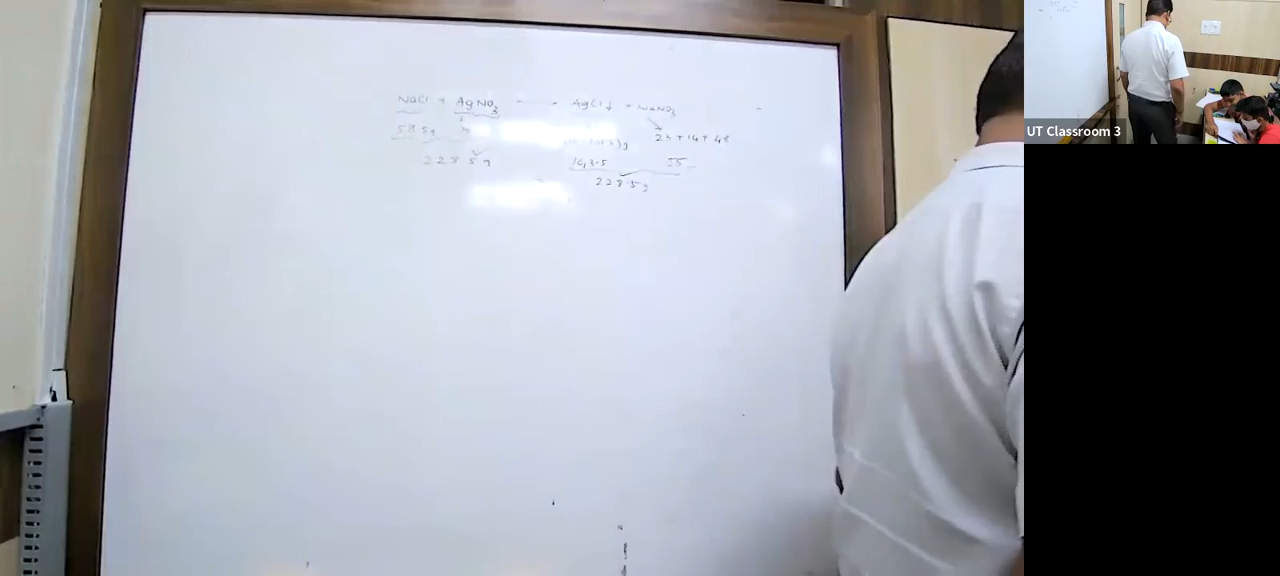 NaCl + AgNO3 → AgCl↓ + NaNO3
58.5g
23 + 14 + 48
143.5 85
228.5g
228.5g
UT Classroom 3